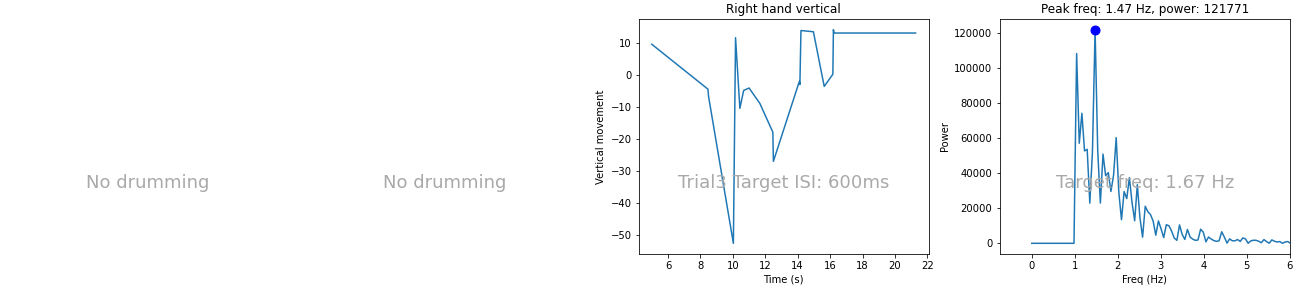 No drumming
No drumming
Right hand vertical
Vertical movement
10
0
−10
−20
−30
−40
−50
Trial3 Target ISI: 600ms
6 8 10 12 14 16 18 20 22
Time (s)
Peak freq: 1.47 Hz, power: 121771
Power
120000
100000
80000
60000
40000
20000
0
Target freq: 1.67 Hz
0 1 2 3 4 5 6
Freq (Hz)